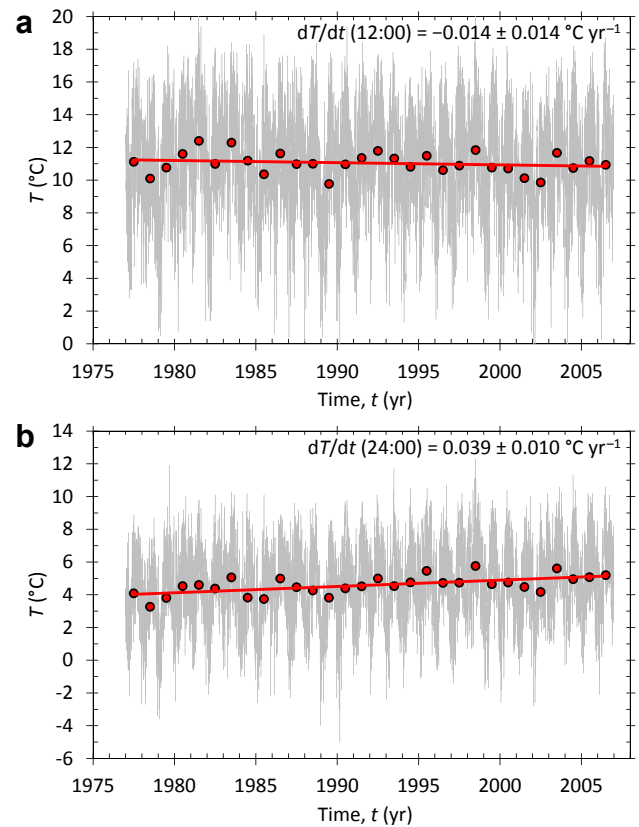 a
dT/dt (12:00) = −0.014 ± 0.014 °C yr⁻¹
20
18
16
14
12
10
8
6
4
2
0
T (°C)
1975 1980 1985 1990 1995 2000 2005
Time, t (yr)
b
dT/dt (24:00) = 0.039 ± 0.010 °C yr⁻¹
14
12
10
8
6
4
2
0
-2
-4
-6
T (°C)
1975 1980 1985 1990 1995 2000 2005
Time, t (yr)